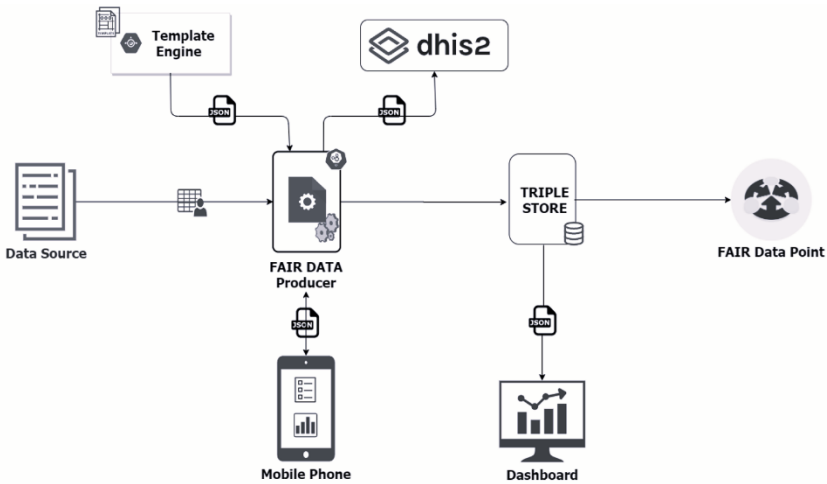 TEMPLATE
Template
Engine
dhis2
JSON
JSON
TRIPLE
STORE
Data Source
FAIR DATA
Producer
FAIR Data Point
JSON
JSON
Mobile Phone
Dashboard